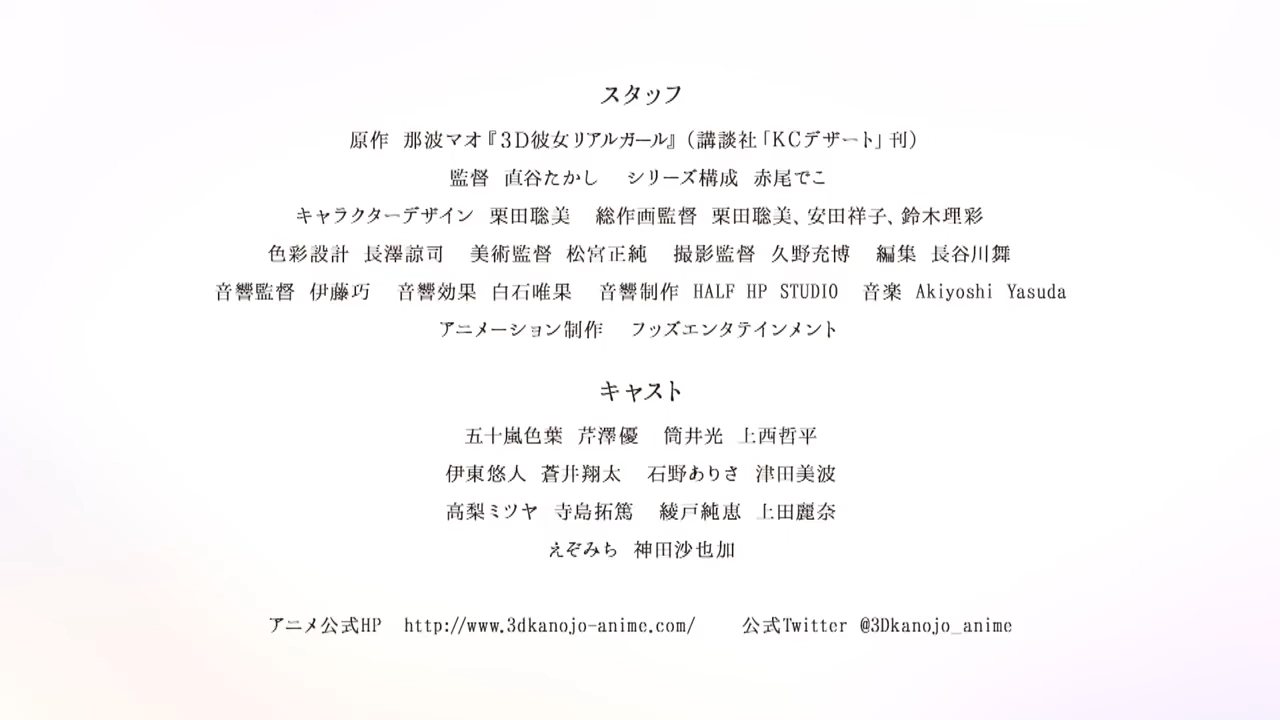 スタッフ
原作 那波マオ『3D彼女リアルガール』（講談社「KCデザート」刊）
監督 直谷たかし シリーズ構成 赤尾でこ
キャラクターデザイン 栗田聡美 総作画監督 栗田聡美、安田祥子、鈴木理彩
色彩設計 長澤諒司 美術監督 松宮正純 撮影監督 久野充博 編集 長谷川舞
音響監督 伊藤巧 音響効果 白石唯果 音響制作 HALF HP STUDIO 音楽 Akiyoshi Yasuda
アニメーション制作 フッズエンタテインメント
キャスト
五十嵐色葉 芹澤優 筒井光 上西哲平
伊東悠人 蒼井翔太 石野ありさ 津田美波
高梨ミツヤ 寺島拓篤 綾戸純恵 上田麗奈
えぞみち 神田沙也加
アニメ公式HP http://www.3dkanojo-anime.com/ 公式Twitter @3Dkanojo_anime